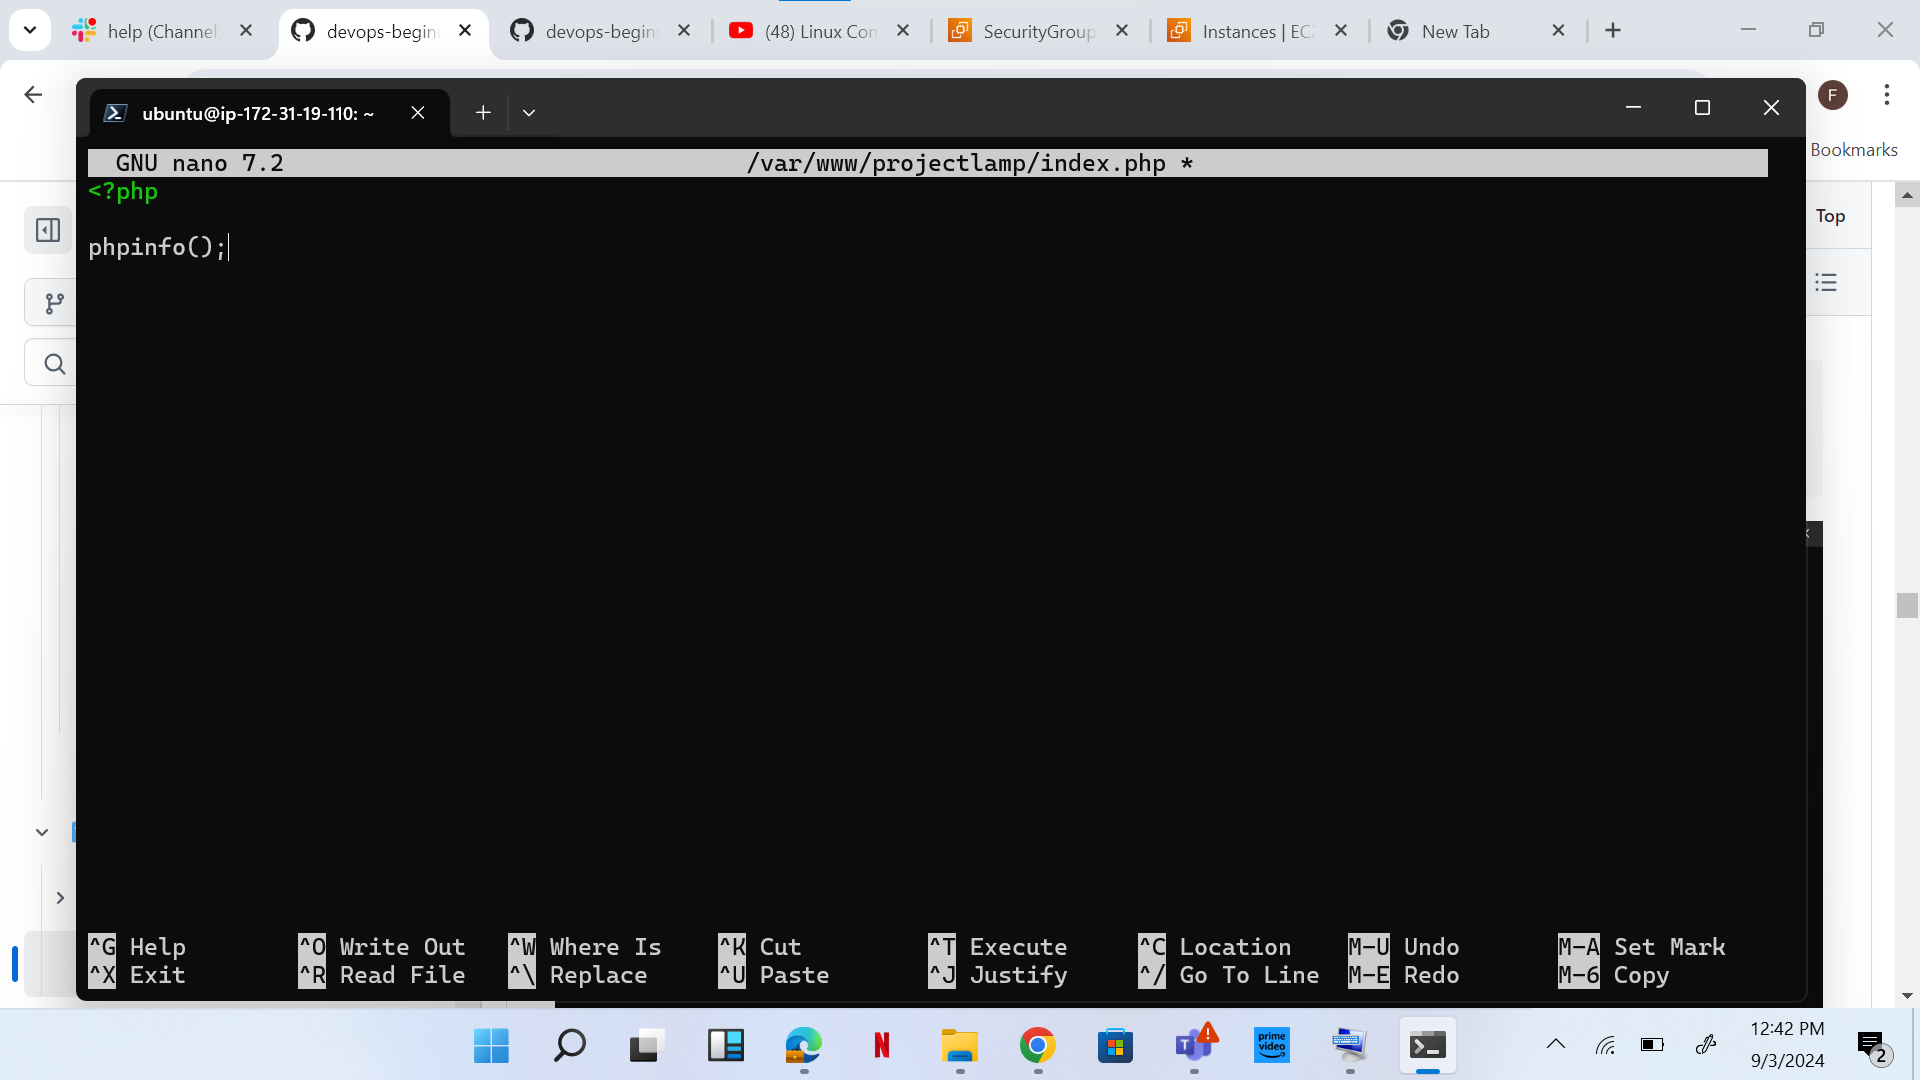 help (Channel)
devops-begin
devops-begin
(48) Linux Con
SecurityGroup
Instances | EC2
New Tab
ubuntu@ip-172-31-19-110: ~
F
Bookmarks
GNU nano 7.2 /var/www/projectlamp/index.php *
<?php
phpinfo();
Top
^G Help ^O Write Out ^W Where Is ^K Cut ^T Execute ^C Location M-U Undo M-A Set Mark
^X Exit ^R Read File ^\ Replace ^U Paste ^J Justify ^/ Go To Line M-E Redo M-6 Copy
N
T
prime video
12:42 PM
9/3/2024
2